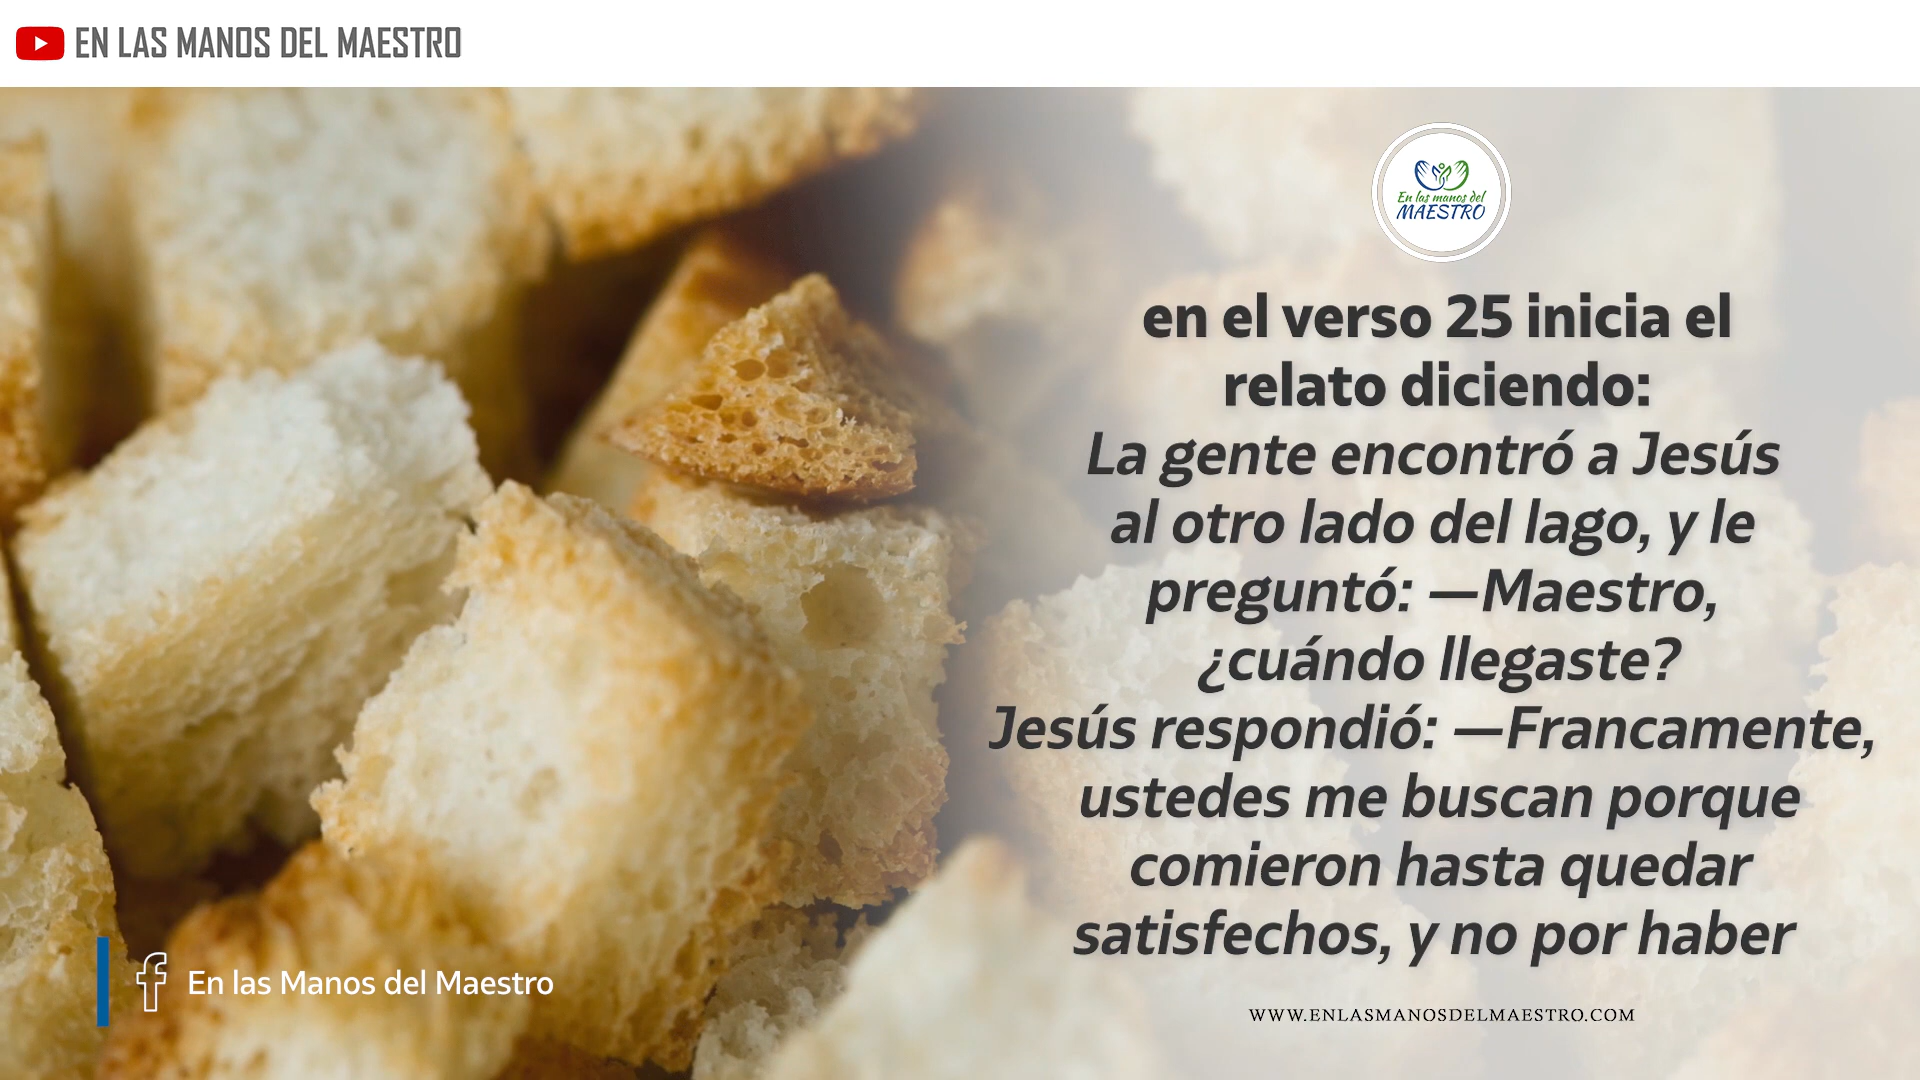 EN LAS MANOS DEL MAESTRO
En las manos del
MAESTRO
en el verso 25 inicia el
relato diciendo:
La gente encontró a Jesús
al otro lado del lago, y le
preguntó: —Maestro,
¿cuándo llegaste?
Jesús respondió: —Francamente,
ustedes me buscan porque
comieron hasta quedar
satisfechos, y no por haber
En las Manos del Maestro
WWW.ENLASMANOSDELMAESTRO.COM